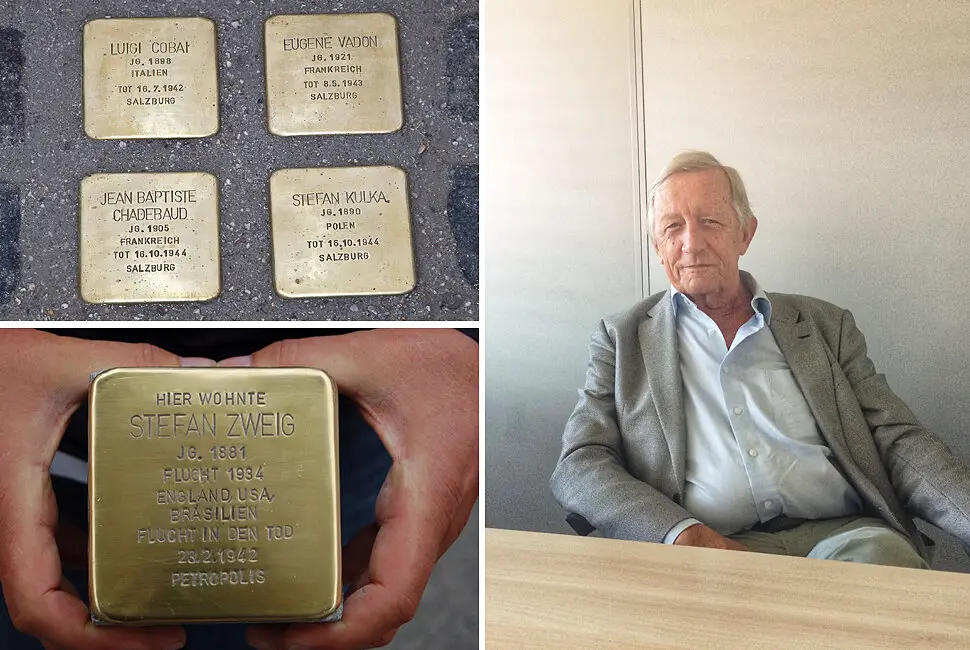 LUIGI COBAI
JG. 1898
ITALIEN
TOT 16.7.1942
SALZBURG
EUGENE VADON
JG. 1921
FRANKREICH
TOT 8.5.1943
SALZBURG
JEAN BAPTISTE
CHADEBAUD
JG. 1905
FRANKREICH
TOT 16.10.1944
SALZBURG
STEFAN KULKA
JG. 1890
POLEN
TOT 16.10.1944
SALZBURG
HIER WOHNTE
STEFAN ZWEIG
JG. 1881
FLUCHT 1934
ENGLAND, USA,
BRASILIEN
FLUCHT IN DEN TOD
23.2.1942
PETROPOLIS